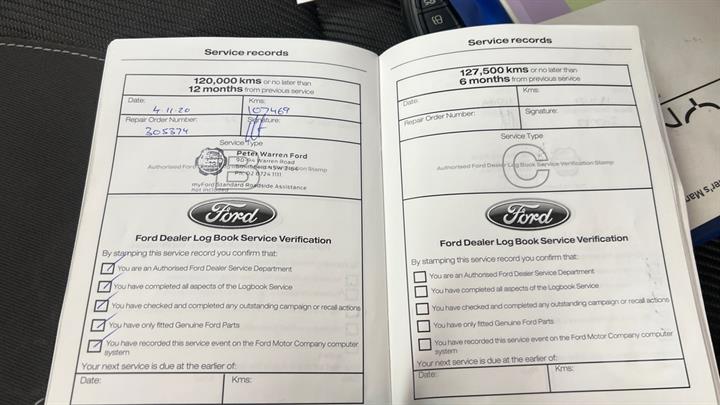 Service records
120,000 kms or no later than
12 months from previous service
Date: Kms:
4.11.20 107469
Repair Order Number: Signature:
305374
Service Type
B
Peter Warren Ford
Authorised Ford Dealer Log Book Service Verification Stamp
myFord Standard Roadside Assistance
not included
Ford
Ford Dealer Log Book Service Verification
By stamping this service record you confirm that:
You are an Authorised Ford Dealer Service Department
You have completed all aspects of the Logbook Service
You have checked and completed any outstanding campaign or recall actions
You have only fitted Genuine Ford Parts
You have recorded this service event on the Ford Motor Company computer
system
Your next service is due at the earlier of:
Date: Kms:
Service records
127,500 kms or no later than
6 months from previous service
Date: Kms:
Repair Order Number: Signature:
Service Type
C
Authorised Ford Dealer Log Book Service Verification Stamp
Ford
Ford Dealer Log Book Service Verification
By stamping this service record you confirm that:
You are an Authorised Ford Dealer Service Department
You have completed all aspects of the Logbook Service
You have checked and completed any outstanding campaign or recall actions
You have only fitted Genuine Ford Parts
You have recorded this service event on the Ford Motor Company computer
system
Your next service is due at the earlier of:
Date: Kms: